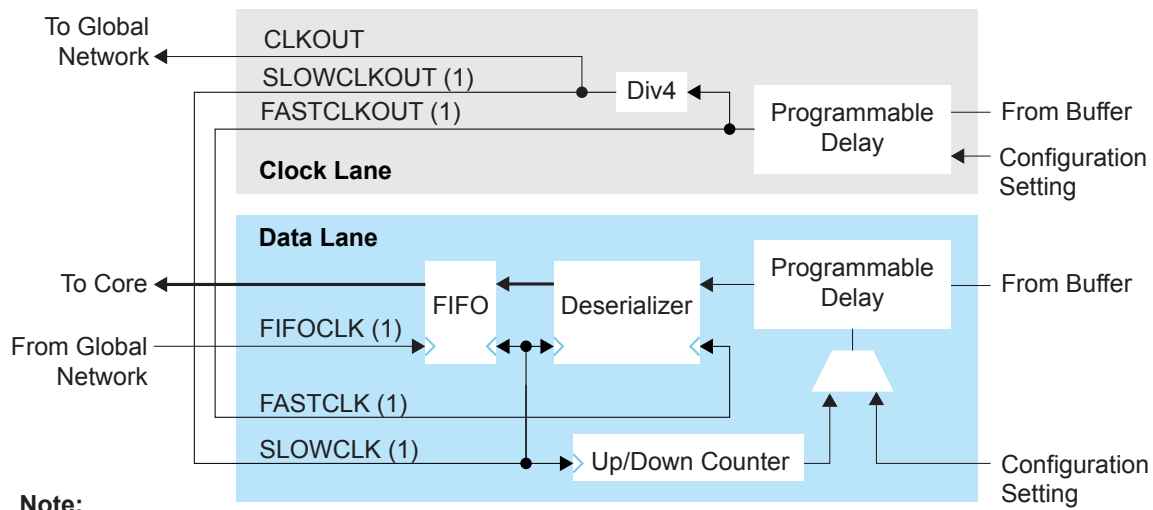 To Global
Network
CLKOUT
SLOWCLKOUT (1)
FASTCLKOUT (1)
Div4
Programmable
Delay
From Buffer
Configuration
Setting
Clock Lane
Data Lane
To Core
FIFO
Deserializer
Programmable
Delay
From Buffer
FIFOCLK (1)
From Global
Network
FASTCLK (1)
SLOWCLK (1)
Up/Down Counter
Configuration
Setting
Note: